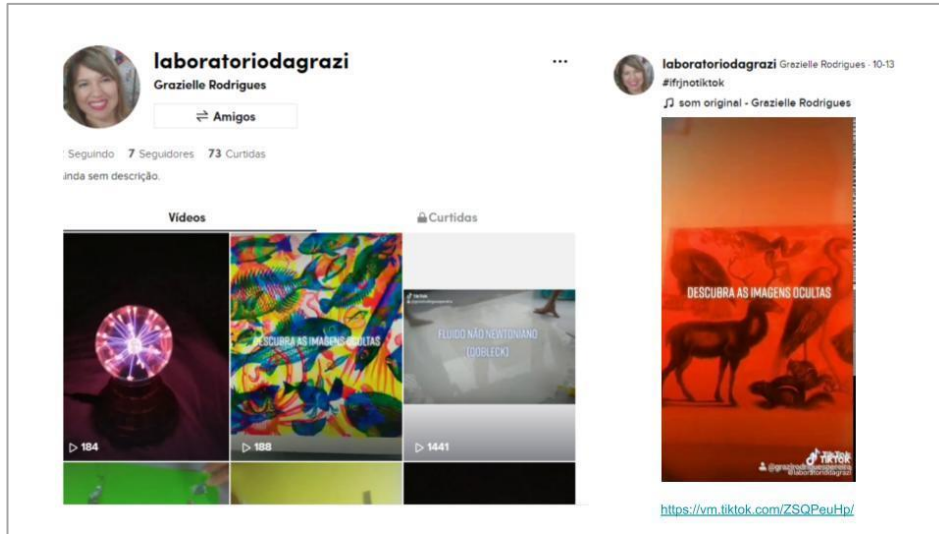 laboratoriodagrazi
...
Grazielle Rodrigues
Amigos
Seguindo 7 Seguidores 73 Curtidas
inda sem descrição.
Vídeos
Curtidas
DESCUBRA AS IMAGENS OCULTAS
TikTok
FLUIDO NÃO NEWTONIANO
(OOBLECK)
184
188
1441
laboratoriodagrazi Grazielle Rodrigues · 10-13
#ifrjnotiktok
som original - Grazielle Rodrigues
DESCUBRA AS IMAGENS OCULTAS
TikTok
@laboratoriodagrazi
https://vm.tiktok.com/ZSQPeuHp/